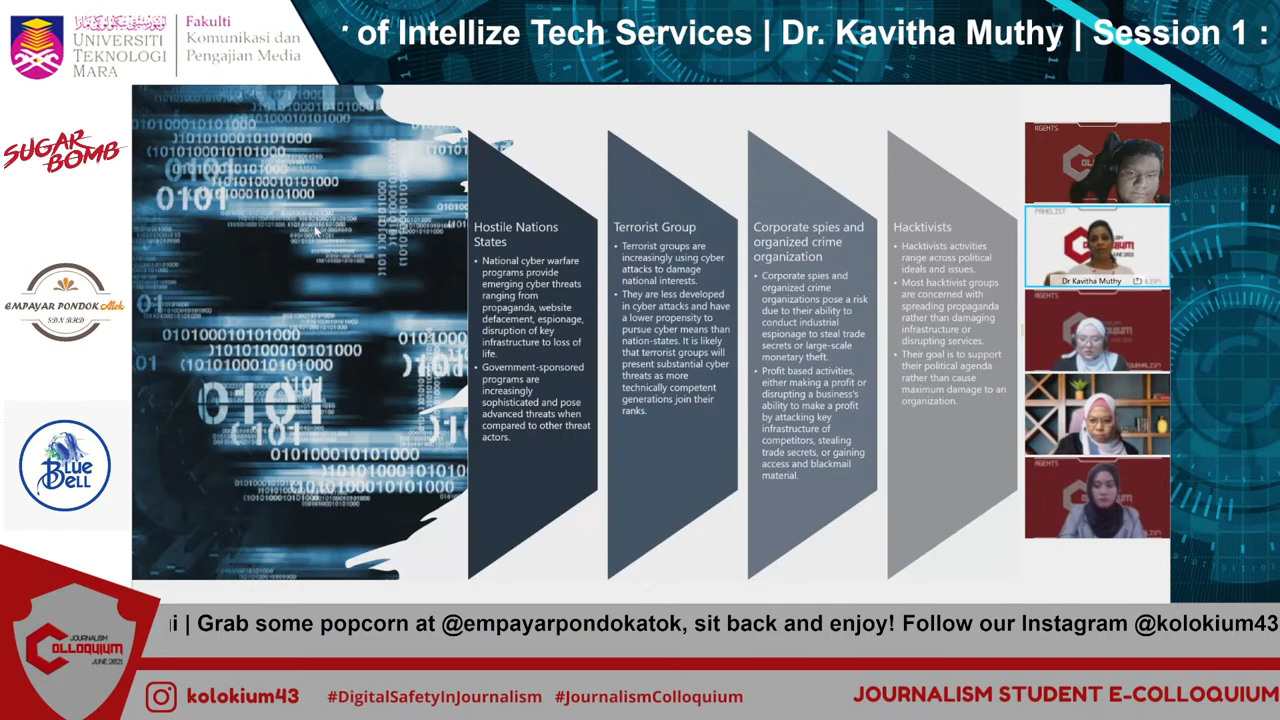 UNIVERSITI
TEKNOLOGI
MARA
Fakulti
Komunikasi dan
Pengajian Media
of Intellize Tech Services | Dr. Kavitha Muthy | Session 1 :
SUGAR
BOMB
EMPAYAR PONDOK Atok
SDN BHD
BLUE
BELL
Hostile Nations
States
• National cyber warfare
programs provide
emerging cyber threats
ranging from
propaganda, website
defacement, espionage,
disruption of key
infrastructure to loss of
life.
• Government-sponsored
programs are
increasingly
sophisticated and pose
advanced threats when
compared to other threat
actors.
Terrorist Group
• Terrorist groups are
increasingly using cyber
attacks to damage
national interests.
• They are less developed
in cyber attacks and have
a lower propensity to
pursue cyber means than
nation-states. It is likely
that terrorist groups will
present substantial cyber
threats as more
technically competent
generations join their
ranks.
Corporate spies and
organized crime
organization
• Corporate spies and
organized crime
organizations pose a risk
due to their ability to
conduct industrial
espionage to steal trade
secrets or large-scale
monetary theft.
• Profit based activities,
either making a profit or
disrupting a business's
ability to make a profit
by attacking key
infrastructure of
competitors, stealing
trade secrets, or gaining
access and blackmail
material.
Hacktivists
• Hacktivists activities
range across political
ideals and issues.
• Most hacktivist groups
are concerned with
spreading propaganda
rather than damaging
infrastructure or
disrupting services.
• Their goal is to support
their political agenda
rather than cause
maximum damage to an
organization.
AGENTS
PANELIST
JUNE 2021
Dr Kavitha Muthy
AGENTS
AGENTS
JOURNALISM
COLLOQUIUM
JUNE 2021
| Grab some popcorn at @empayarpondokatok, sit back and enjoy! Follow our Instagram @kolokium43
kolokium43
#DigitalSafetyInJournalism #JournalismColloquium
JOURNALISM STUDENT E-COLLOQUIUM